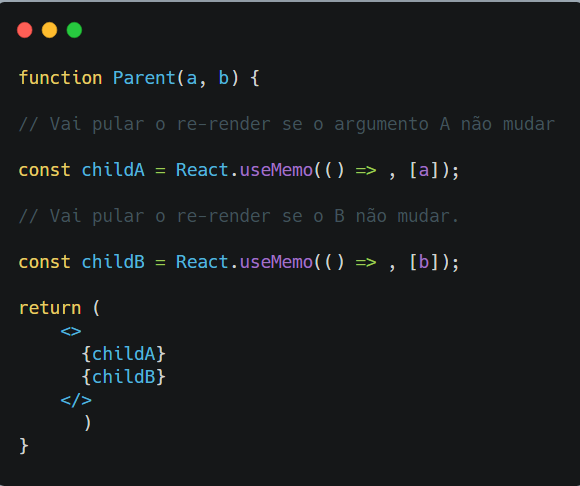 function Parent(a, b) {
// Vai pular o re-render se o argumento A não mudar
const childA = React.useMemo(() => , [a]);
// Vai pular o re-render se o B não mudar.
const childB = React.useMemo(() => , [b]);
return (
<>
{childA}
{childB}
</>
)
}